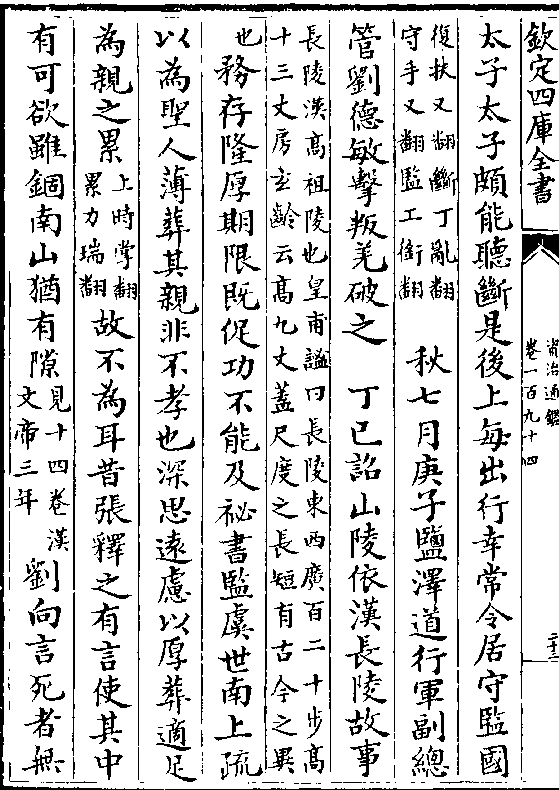 欽定四庫全書
資治通鑑
卷一百九十四
二十三
太子太子頗能聽斷是後上每出行幸常令居守監國
復扶又翻斷丁亂翻
守手又翻監工銜翻
秋七月庚子鹽澤道行軍副總
管劉德敏擊叛羌破之 丁巳詔山陵依漢長陵故事
長陵漢高祖陵也皇甫謐曰長陵東西廣百二十步高
十三丈房玄齡云高九丈蓋尺度之長短有古今之異
也
務存隆厚期限既促功不能及祕書監虞世南上疏
以為聖人薄葬其親非不孝也深思遠慮以厚葬適足
為親之累
上時掌翻
累力瑞翻
故不為耳昔張釋之有言使其中
有可欲雖錮南山猶有隙
見十四卷漢
文帝三年
劉向言死者無